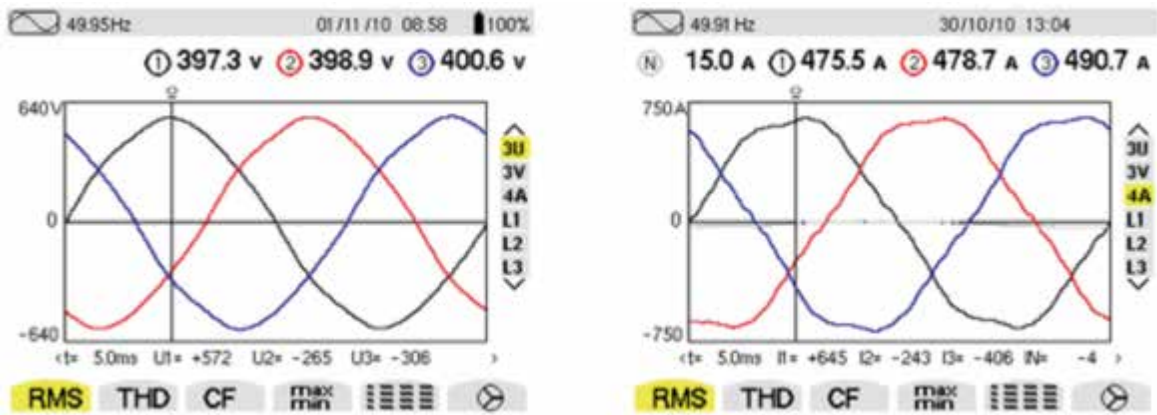 49.95Hz 01/11/10 08:58 100%
1 397.3 v 2 398.9 v 3 400.6 v
640V
0
-640
3U
3V
4A
L1
L2
L3
<t= 5.0ms U1= +572 U2= -265 U3= -306 >
RMS THD CF max min
49.91 Hz 30/10/10 13:04
N 15.0 A 1 475.5 A 2 478.7 A 3 490.7 A
750A
0
-750
3U
3V
4A
L1
L2
L3
<t= 5.0ms I1= +645 I2= -243 I3= -406 IN= -4 >
RMS THD CF max min